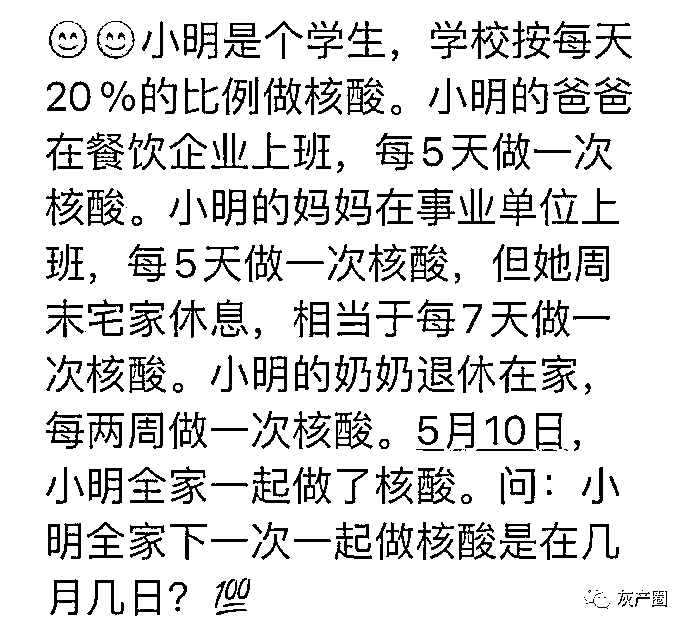 😊😊小明是个学生，学校按每天
20%的比例做核酸。小明的爸爸
在餐饮企业上班，每5天做一次
核酸。小明的妈妈在事业单位上
班，每5天做一次核酸，但她周
末宅家休息，相当于每7天做一
次核酸。小明的奶奶退休在家，
每两周做一次核酸。5月10日，
小明全家一起做了核酸。问：小
明全家下一次一起做核酸是在几
月几日？💯
灰产圈